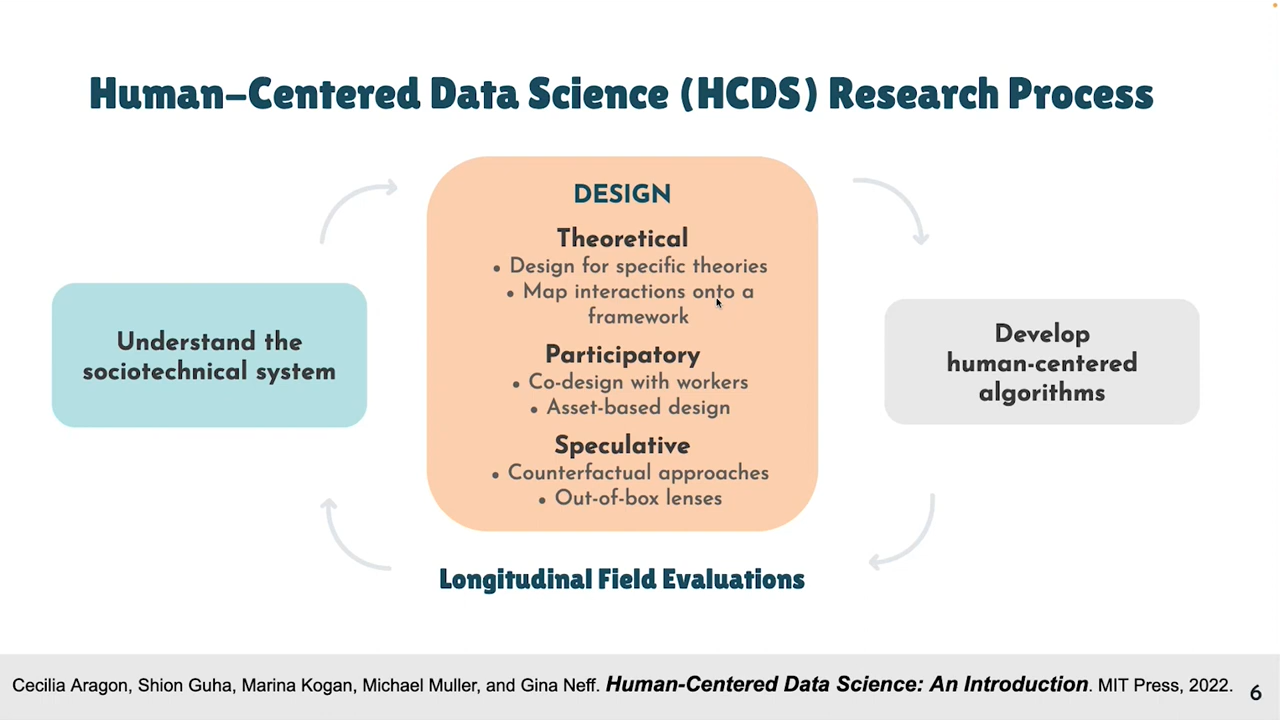 Human-Centered Data Science (HCDS) Research Process
DESIGN
Theoretical
• Design for specific theories
• Map interactions onto a
framework
Participatory
• Co-design with workers
• Asset-based design
Speculative
• Counterfactual approaches
• Out-of-box lenses
Understand the
sociotechnical system
Develop
human-centered
algorithms
Longitudinal Field Evaluations
Cecilia Aragon, Shion Guha, Marina Kogan, Michael Muller, and Gina Neff. Human-Centered Data Science: An Introduction. MIT Press, 2022.
6